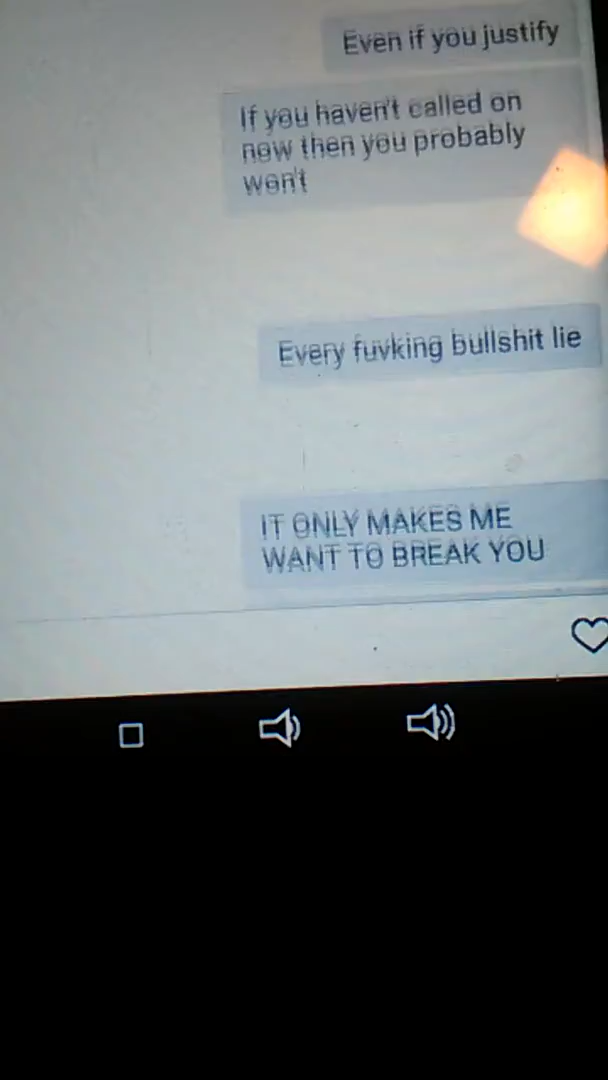 Even if you justify
If you haven't called on
now then you probably
won't
Every fuvking bullshit lie
IT ONLY MAKES ME
WANT TO BREAK YOU